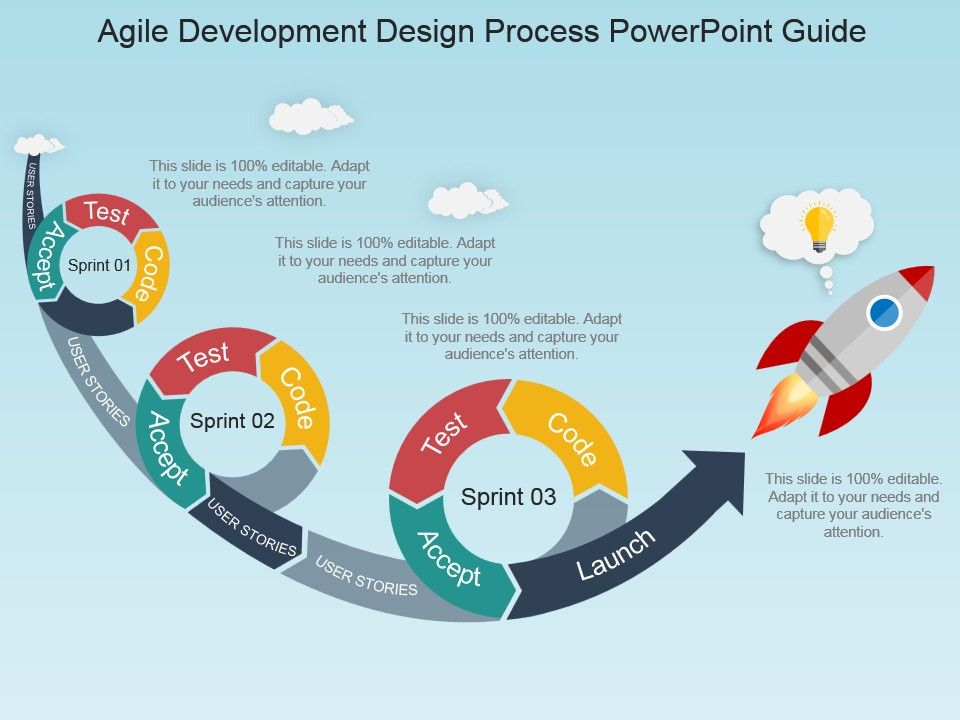 Agile Development Design Process PowerPoint Guide
This slide is 100% editable. Adapt
it to your needs and capture your
audience's attention.
USER STORIES
Test
Code
Accept
Sprint 01
This slide is 100% editable. Adapt
it to your needs and capture your
audience's attention.
USER STORIES
Test
Code
Accept
Sprint 02
This slide is 100% editable. Adapt
it to your needs and capture your
audience's attention.
USER STORIES
USER STORIES
Test
Code
Accept
Sprint 03
Launch
This slide is 100% editable.
Adapt it to your needs and
capture your audience's
attention.